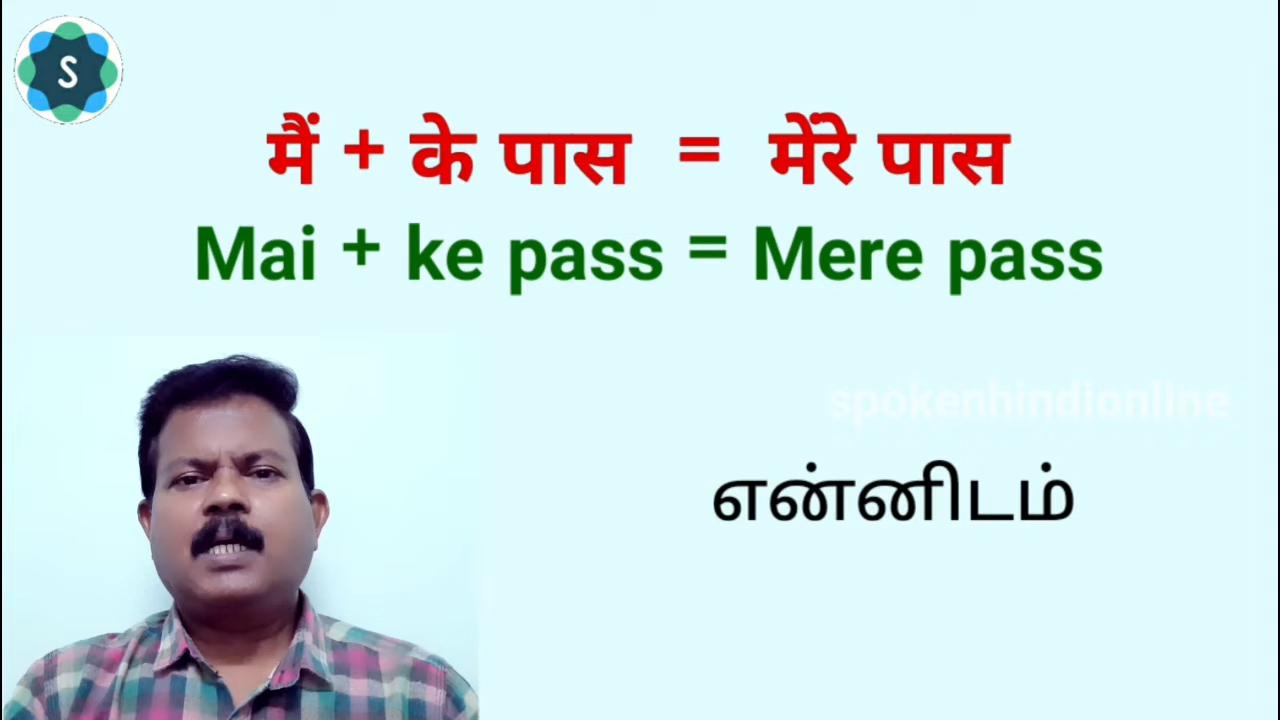 S
मैं + के पास = मेंरे पास
Mai + ke pass = Mere pass
spokenhindionline
என்னிடம்